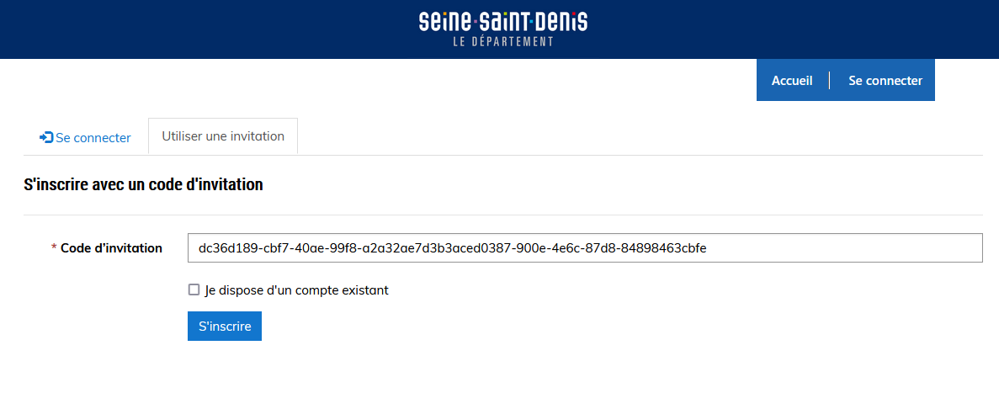 seine-saint-denis
LE DÉPARTEMENT
Accueil
Se connecter
Se connecter
Utiliser une invitation
S'inscrire avec un code d'invitation
* Code d'invitation
dc36d189-cbf7-40ae-99f8-a2a32ae7d3b3aced0387-900e-4e6c-87d8-84898463cbfe
Je dispose d'un compte existant
S'inscrire